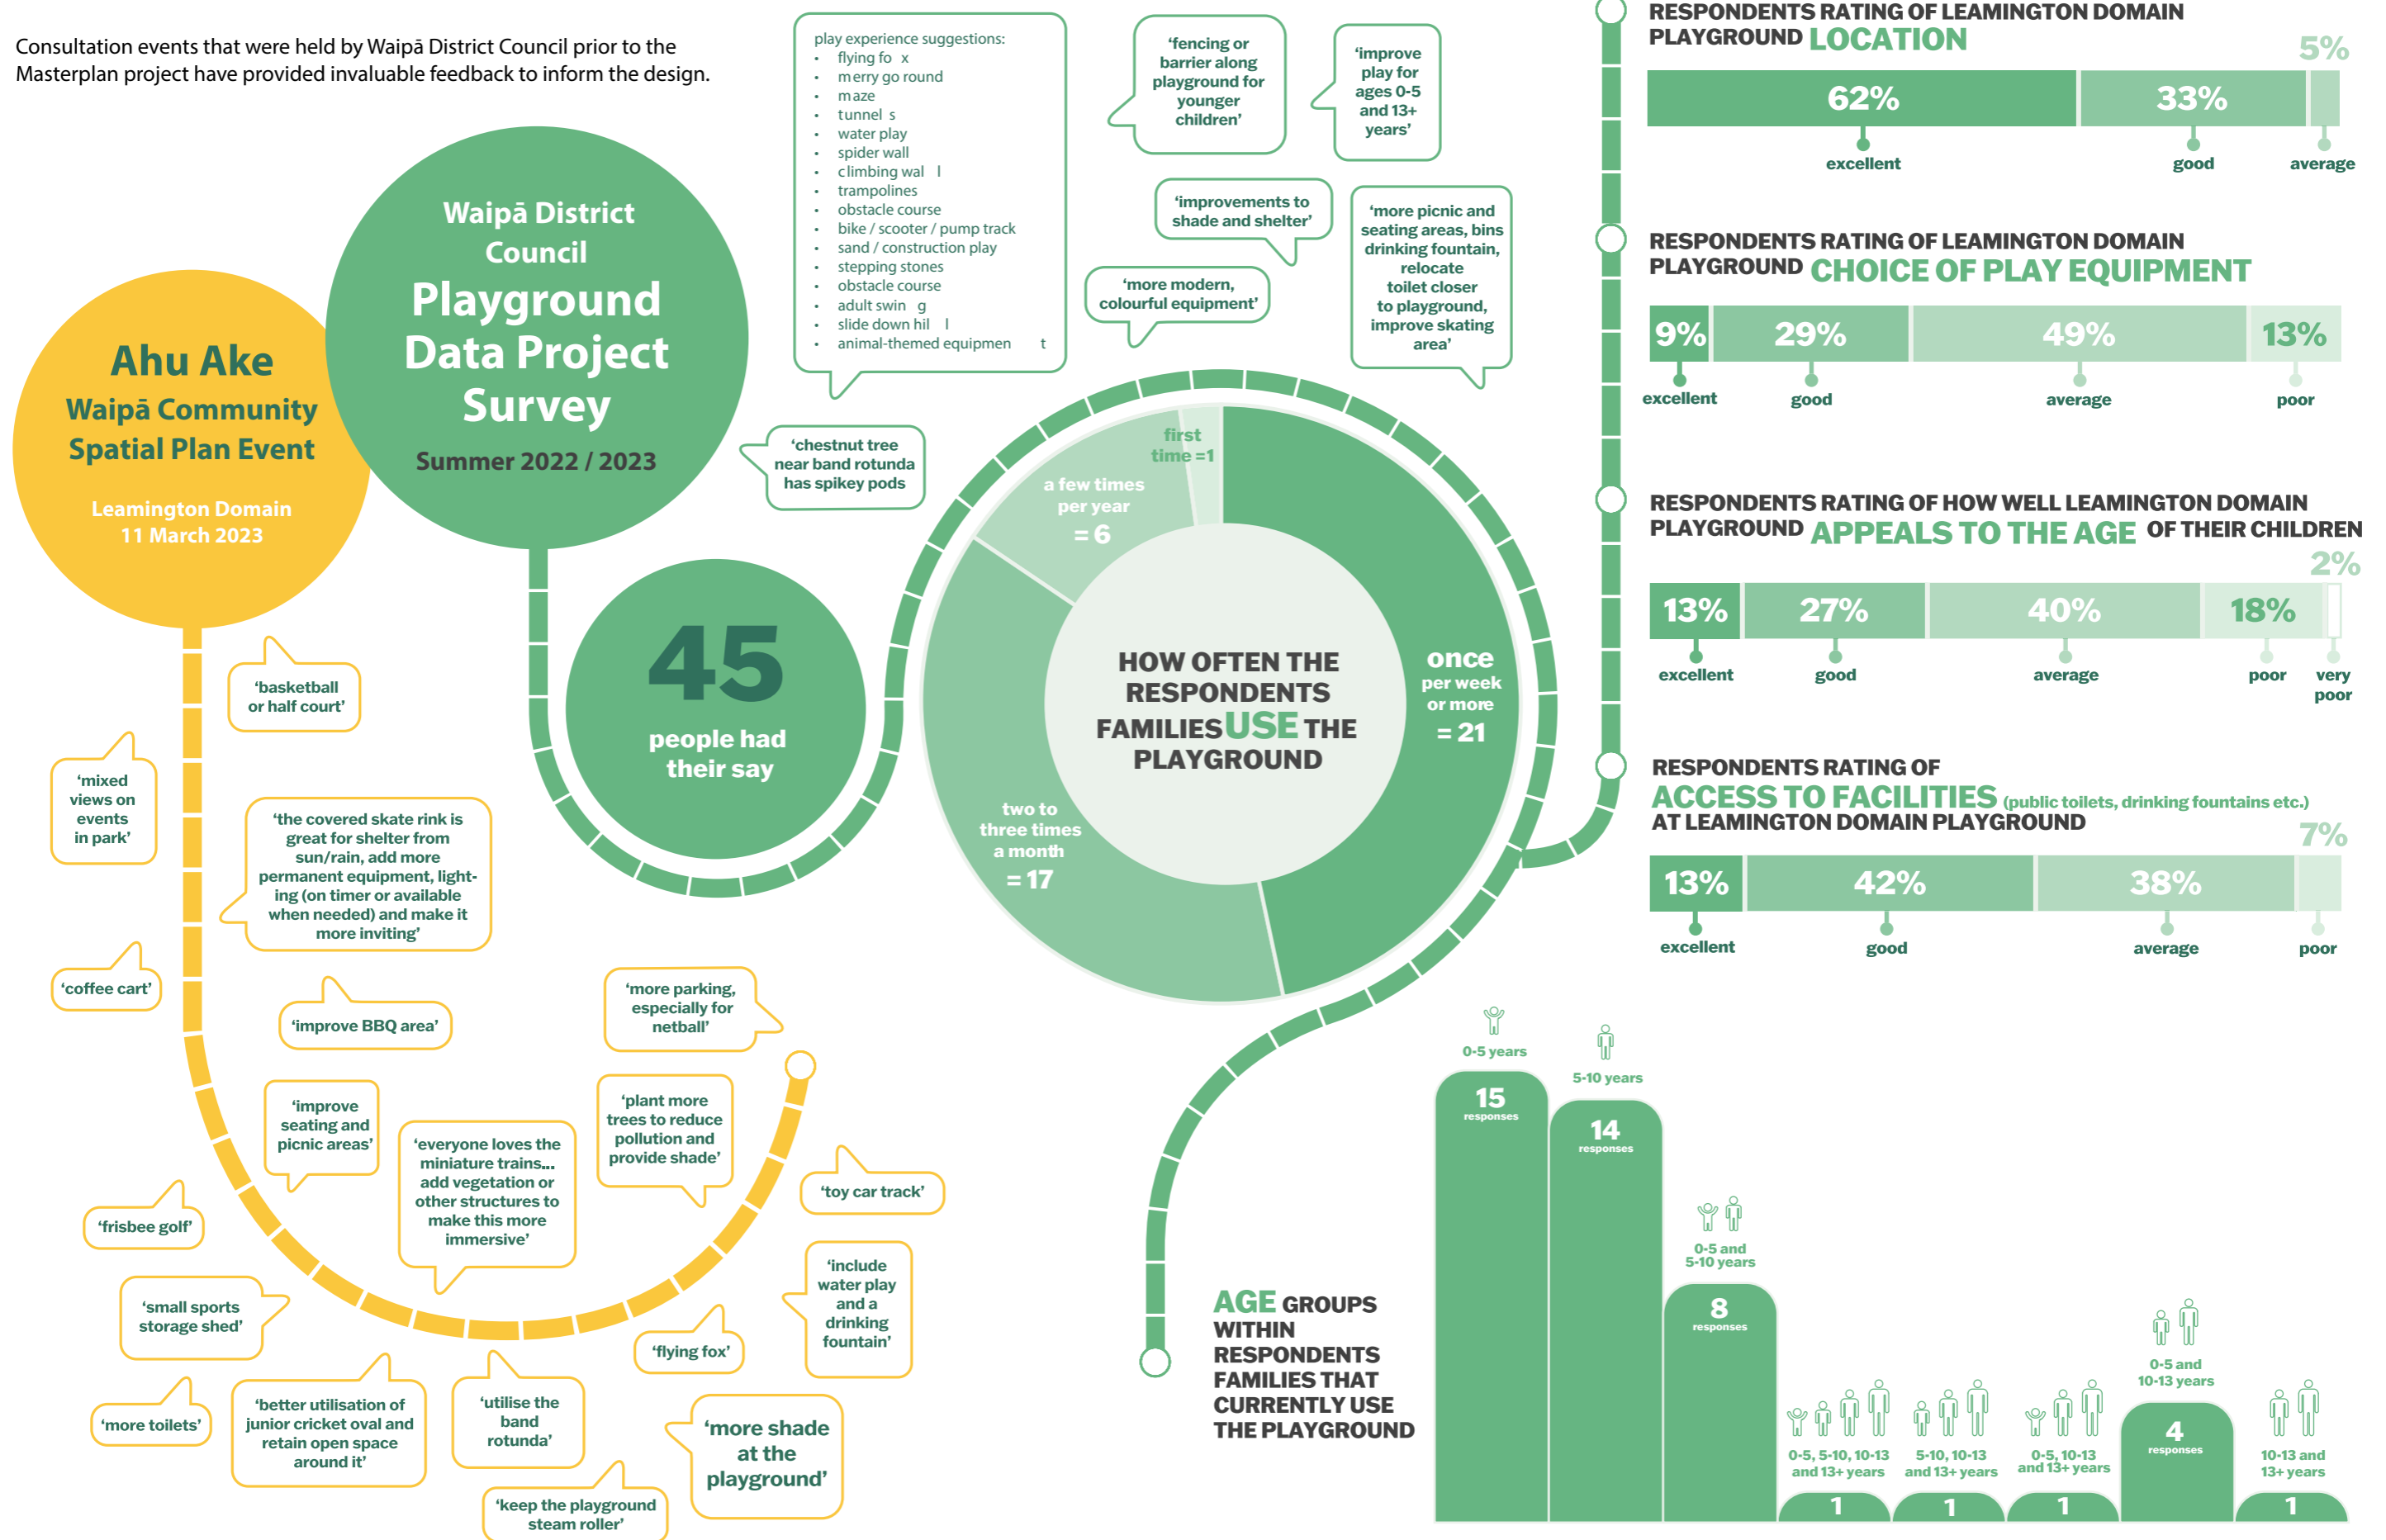 Consultation events that were held by Waipā District Council prior to the
Masterplan project have provided invaluable feedback to inform the design.
Ahu Ake
Waipā Community
Spatial Plan Event
Leamington Domain
11 March 2023
Waipā District
Council
Playground
Data Project
Survey
Summer 2022 / 2023
play experience suggestions:
• flying fo x
• merry go round
• maze
• tunnel s
• water play
• spider wall
• climbing wal l
• trampolines
• obstacle course
• bike / scooter / pump track
• sand / construction play
• stepping stones
• obstacle course
• adult swin g
• slide down hil l
• animal-themed equipmen t
‘fencing or
barrier along
playground for
younger
children’
‘improve
play for
ages 0-5
and 13+
years’
‘improvements to
shade and shelter’
‘more modern,
colourful equipment’
‘more picnic and
seating areas, bins
drinking fountain,
relocate
toilet closer
to playground,
improve skating
area’
‘chestnut tree
near band rotunda
has spikey pods
45
people had
their say
HOW OFTEN THE
RESPONDENTS
FAMILIES USE THE
PLAYGROUND
first
time =1
a few times
per year
= 6
two to
three times
a month
= 17
once
per week
or more
= 21
RESPONDENTS RATING OF LEAMINGTON DOMAIN
PLAYGROUND LOCATION
5%
62%
33%
excellent
good
average
RESPONDENTS RATING OF LEAMINGTON DOMAIN
PLAYGROUND CHOICE OF PLAY EQUIPMENT
9%
29%
49%
13%
excellent
good
average
poor
RESPONDENTS RATING OF HOW WELL LEAMINGTON DOMAIN
PLAYGROUND APPEALS TO THE AGE OF THEIR CHILDREN
2%
13%
27%
40%
18%
excellent
good
average
poor
very
poor
RESPONDENTS RATING OF
ACCESS TO FACILITIES (public toilets, drinking fountains etc.)
AT LEAMINGTON DOMAIN PLAYGROUND
7%
13%
42%
38%
excellent
good
average
poor
‘basketball
or half court’
‘mixed
views on
events
in park’
‘the covered skate rink is
great for shelter from
sun/rain, add more
permanent equipment, light-
ing (on timer or available
when needed) and make it
more inviting’
‘coffee cart’
‘improve BBQ area’
‘more parking,
especially for
netball’
‘improve
seating and
picnic areas’
‘everyone loves the
miniature trains...
add vegetation or
other structures to
make this more
immersive’
‘plant more
trees to reduce
pollution and
provide shade’
‘toy car track’
‘frisbee golf’
‘small sports
storage shed’
‘include
water play
and a
drinking
fountain’
‘flying fox’
‘more toilets’
‘better utilisation of
junior cricket oval and
retain open space
around it’
‘utilise the
band
rotunda’
‘more shade
at the
playground’
‘keep the playground
steam roller’
AGE GROUPS
WITHIN
RESPONDENTS
FAMILIES THAT
CURRENTLY USE
THE PLAYGROUND
0-5 years
15
responses
5-10 years
14
responses
0-5 and
5-10 years
8
responses
0-5, 5-10, 10-13
and 13+ years
1
5-10, 10-13
and 13+ years
1
0-5, 10-13
and 13+ years
1
0-5 and
10-13 years
4
responses
10-13 and
13+ years
1